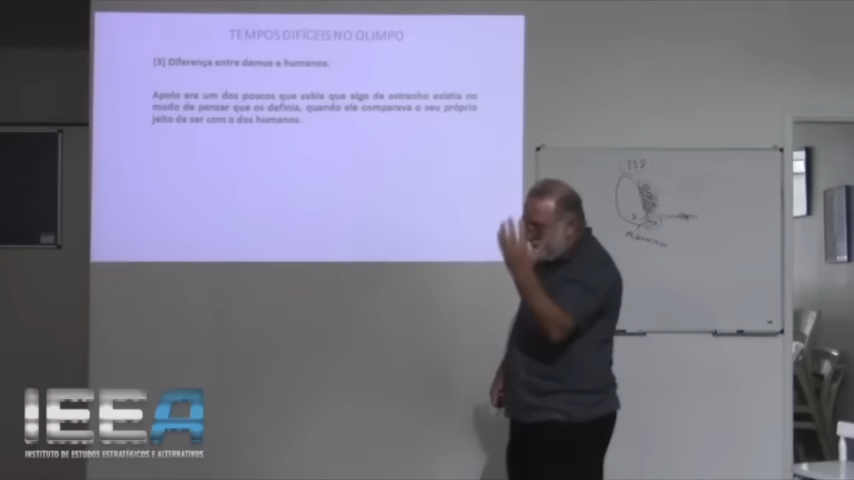 TEMPOS DIFÍCEIS NO OLIMPO
(3) Diferença entre demos e humanos.
Apolo era um dos poucos que sabia que algo de estranho existia no
modo de pensar que os definia, quando ele comparava o seu próprio
jeito de ser com o dos humanos.
IEEA
INSTITUTO DE ESTUDOS ESTRATÉGICOS E ALTERNATIVOS